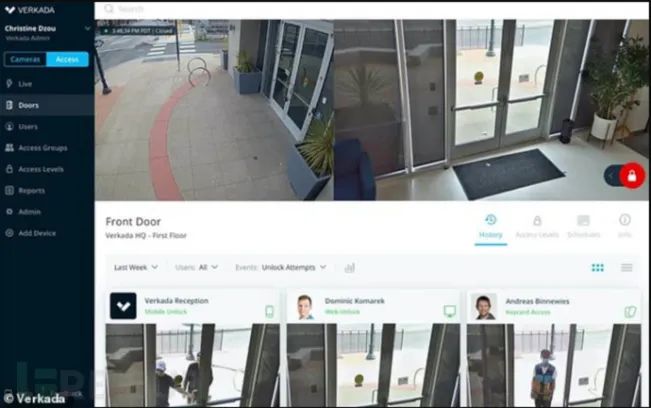 VERKADA
Search
Christine Dzou
Verkada Admin
Cameras
Access
Live
Doors
Users
Access Groups
Access Levels
Reports
Admin
Add Device
3:48:34 PM PDT | Closed
Front Door
Verkada HQ - First Floor
History
Access Levels
Schedules
Info
Last Week
Users: All
Events: Unlock Attempts
Verkada Reception
Mobile Unlock
Dominic Komarek
Web Unlock
Andreas Binnewies
Keycard Access
© Verkada